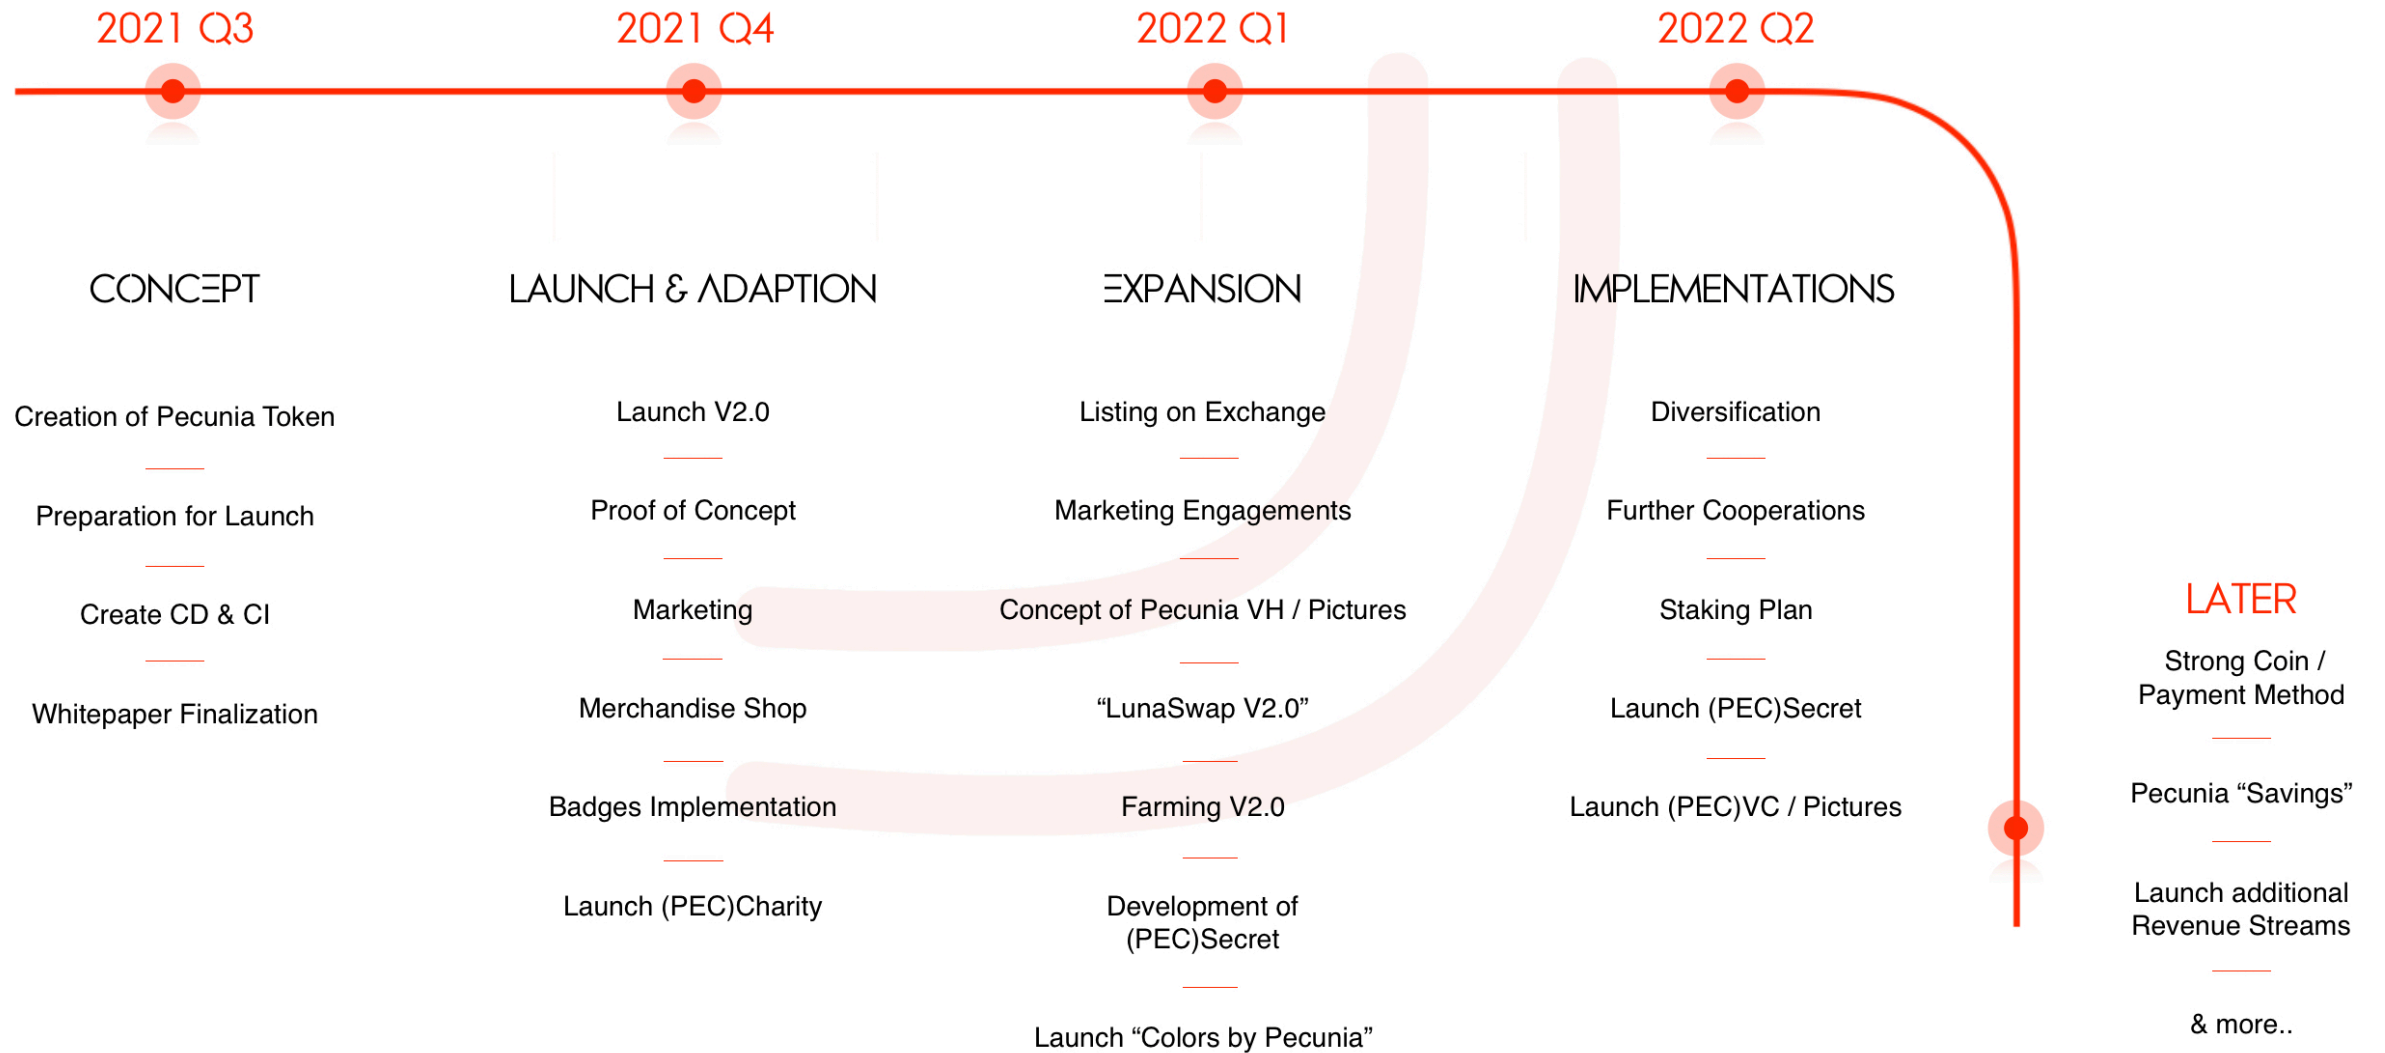 2021 Q3
2021 Q4
2022 Q1
2022 Q2
CONCEPT
Creation of Pecunia Token
Preparation for Launch
Create CD & CI
Whitepaper Finalization
LAUNCH & ADAPTION
Launch V2.0
Proof of Concept
Marketing
Merchandise Shop
Badges Implementation
Launch (PEC)Charity
EXPANSION
Listing on Exchange
Marketing Engagements
Concept of Pecunia VH / Pictures
“LunaSwap V2.0”
Farming V2.0
Development of
(PEC)Secret
Launch “Colors by Pecunia”
IMPLEMENTATIONS
Diversification
Further Cooperations
Staking Plan
Launch (PEC)Secret
Launch (PEC)VC / Pictures
LATER
Strong Coin /
Payment Method
Pecunia “Savings”
Launch additional
Revenue Streams
& more..